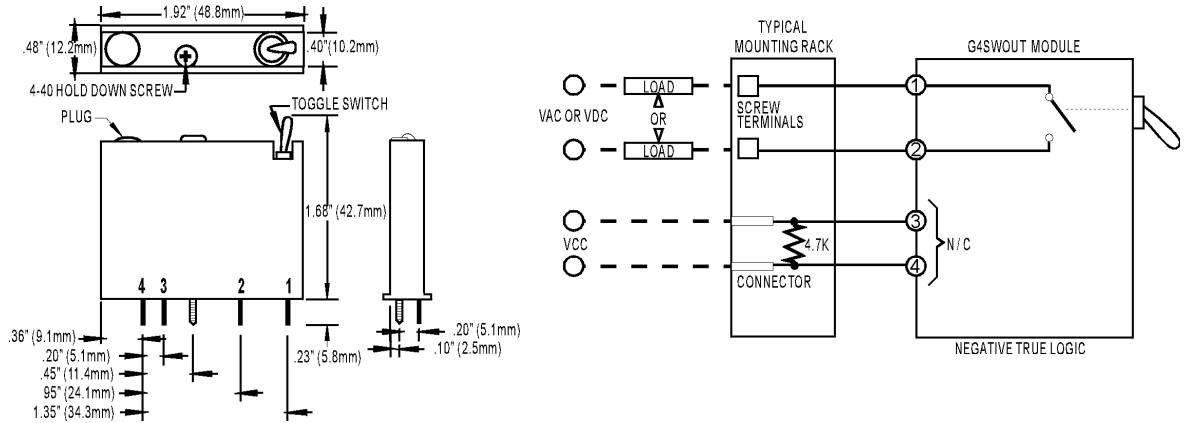 1.92" (48.8mm)
.48" (12.2mm)
.40"(10.2mm)
4-40 HOLD DOWN SCREW
PLUG
TOGGLE SWITCH
1.68" (42.7mm)
4 3 2 1
.36" (9.1mm)
.20" (5.1mm)
.45" (11.4mm)
95" (24.1mm)
1.35" (34.3mm)
.23" (5.8mm)
.20" (5.1mm)
.10" (2.5mm)
TYPICAL
MOUNTING RACK
G4SWOUT MODULE
VAC OR VDC
LOAD
OR
LOAD
SCREW
TERMINALS
1
2
VCC
4.7K
3
4
N / C
CONNECTOR
NEGATIVE TRUE LOGIC